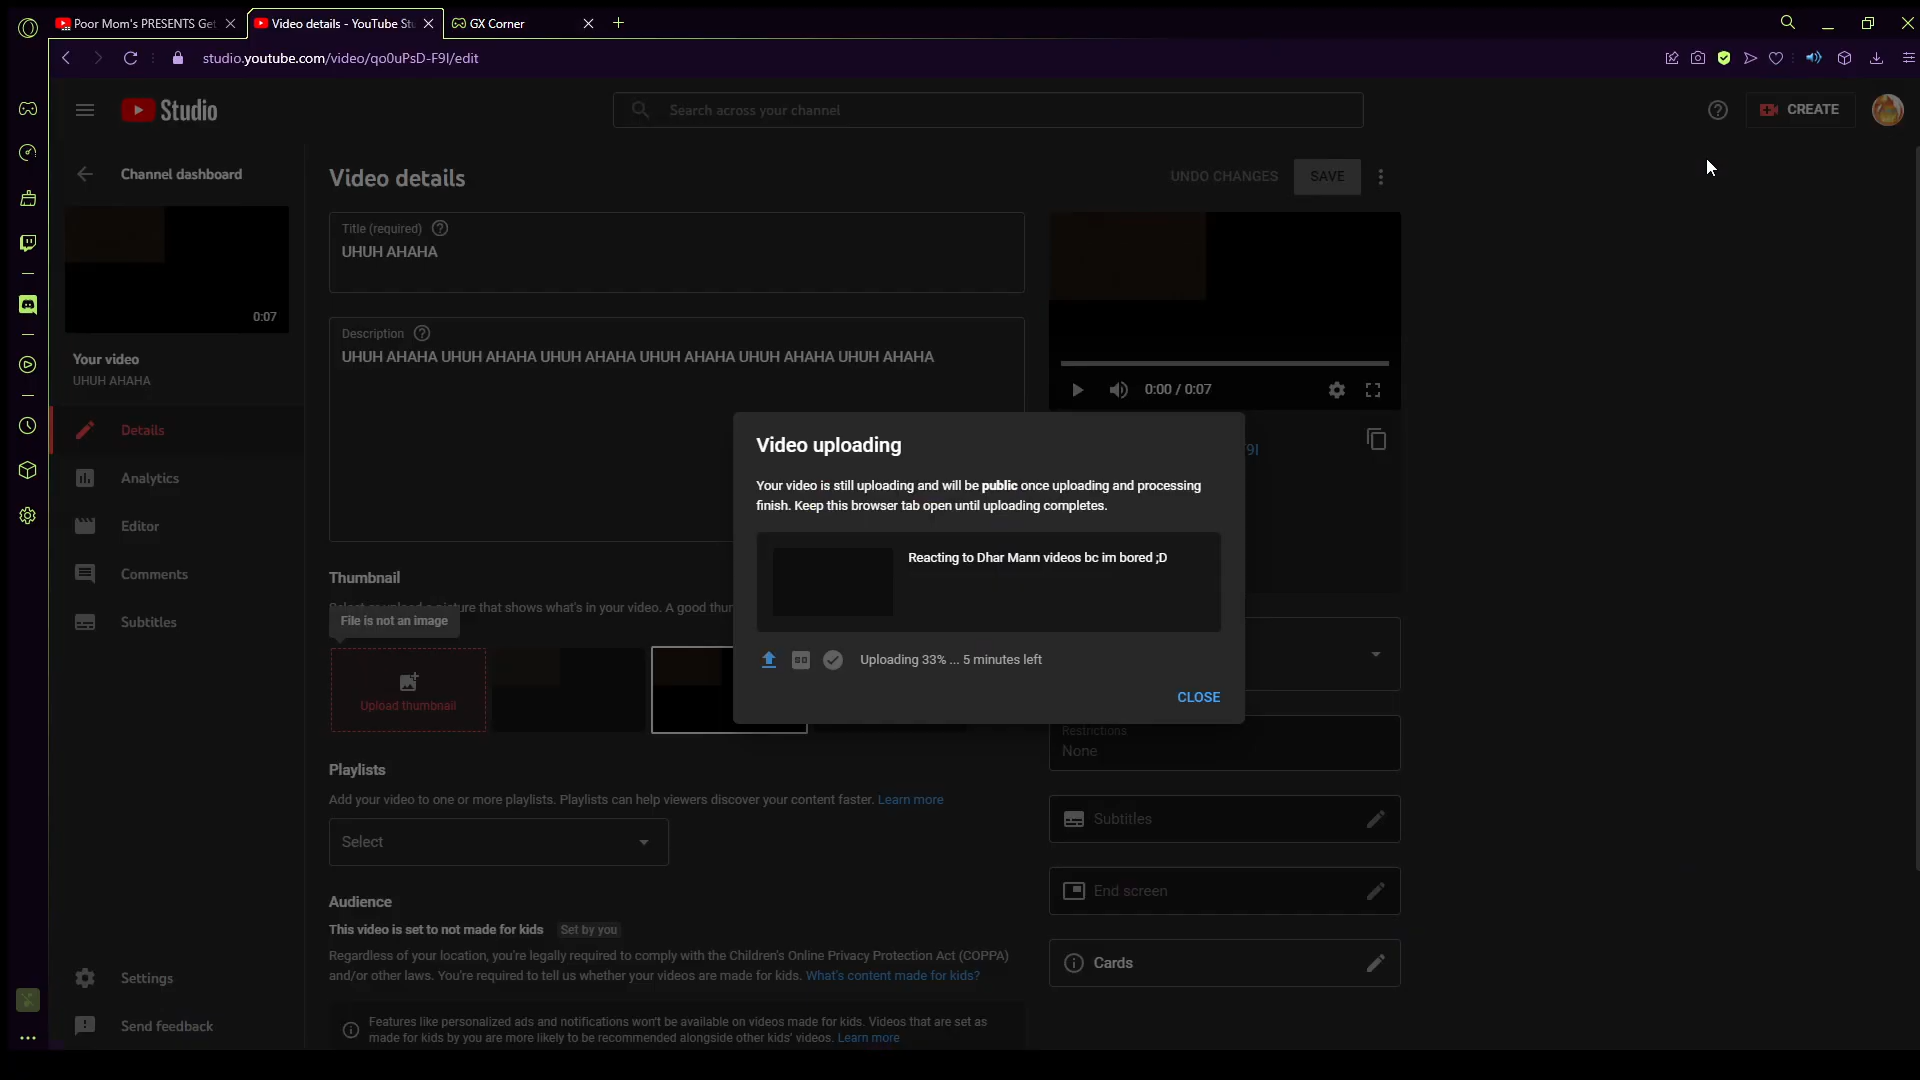 Poor Mom's PRESENTS Get
Video details - YouTube Stu
GX Corner
studio.youtube.com/video/qo0uPsD-F9I/edit
Studio
Search across your channel
CREATE
Channel dashboard
0:07
Your video
UHUH AHAHA
Details
Analytics
Editor
Comments
Subtitles
Settings
Send feedback
Video details
UNDO CHANGES
SAVE
Title (required)
UHUH AHAHA
Description
UHUH AHAHA UHUH AHAHA UHUH AHAHA UHUH AHAHA UHUH AHAHA UHUH AHAHA
0:00 / 0:07
9I
Thumbnail
picture that shows what's in your video. A good thum
File is not an image
Upload thumbnail
Video uploading
Your video is still uploading and will be public once uploading and processing
finish. Keep this browser tab open until uploading completes.
Reacting to Dhar Mann videos bc im bored ;D
Uploading 33% ... 5 minutes left
CLOSE
Playlists
Add your video to one or more playlists. Playlists can help viewers discover your content faster. Learn more
Select
Audience
This video is set to not made for kids Set by you
Regardless of your location, you're legally required to comply with the Children's Online Privacy Protection Act (COPPA)
and/or other laws. You're required to tell us whether your videos are made for kids. What's content made for kids?
Features like personalized ads and notifications won't be available on videos made for kids. Videos that are set as
made for kids by you are more likely to be recommended alongside other kids' videos. Learn more
Restrictions
None
Subtitles
End screen
Cards